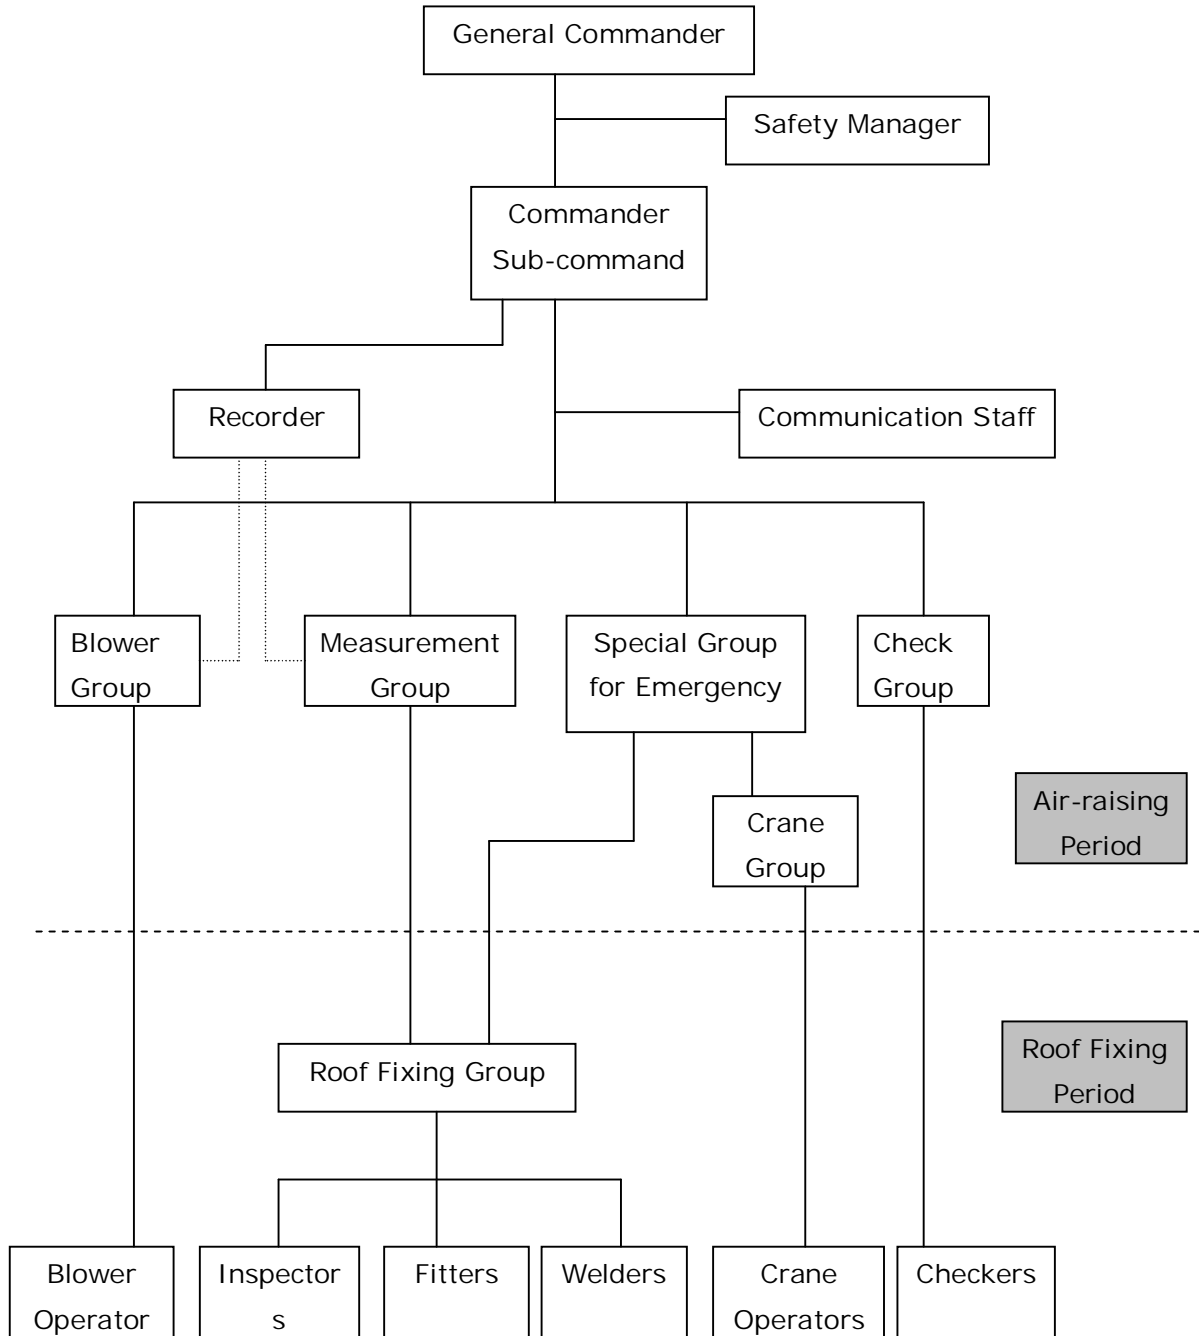 General Commander
Safety Manager
Commander
Sub-command
Recorder
Communication Staff
Blower
Group
Measurement
Group
Special Group
for Emergency
Check
Group
Air-raising
Period
Crane
Group
Roof Fixing
Period
Roof Fixing Group
Blower
Operator
Inspector
s
Fitters
Welders
Crane
Operators
Checkers